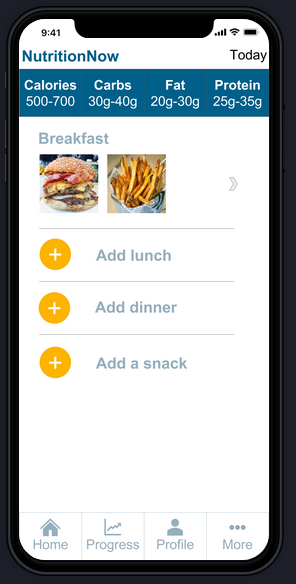 9:41
NutritionNow Today
Calories Carbs Fat Protein
500-700 30g-40g 20g-30g 25g-35g
Breakfast
Add lunch
Add dinner
Add a snack
Home Progress Profile More